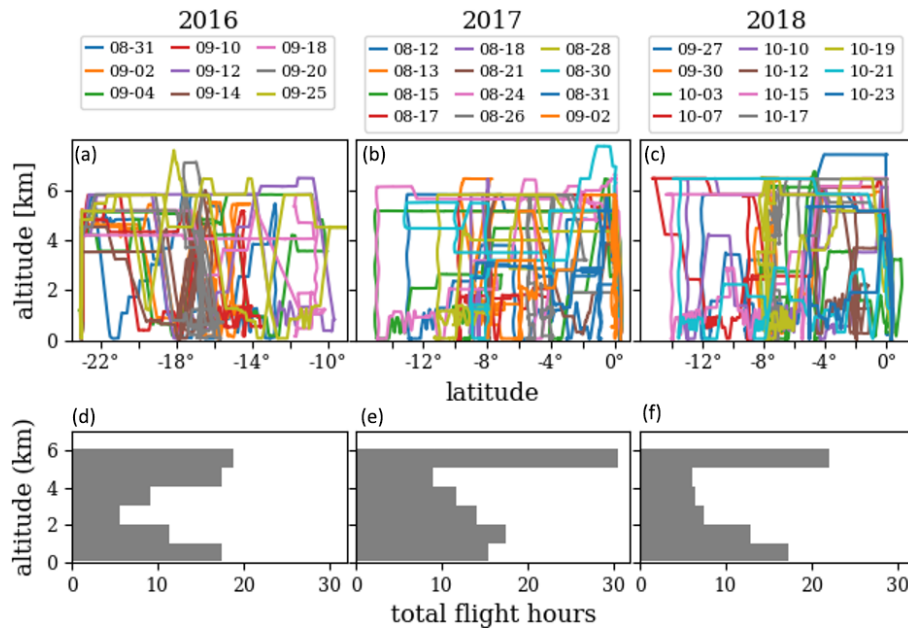 2016 2017 2018
08-31 09-10 09-18
09-02 09-12 09-20
09-04 09-14 09-25
08-12 08-18 08-28
08-13 08-21 08-30
08-15 08-24 08-31
08-17 08-26 09-02
09-27 10-10 10-19
09-30 10-12 10-21
10-03 10-15 10-23
10-07 10-17
(a) (b) (c)
altitude [km]
6
4
2
0
-22 -18 -14 -10° -12 -8 -4 0° -12 -8 -4 0°
latitude
(d) (e) (f)
altitude (km)
6
4
2
0
0 10 20 30 0 10 20 30 0 10 20 30
total flight hours